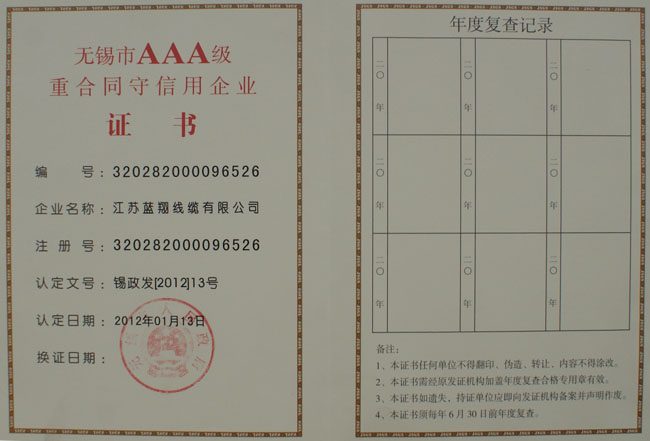 无锡市AAA级
重合同守信用企业
证 书
编 号：320282000096526
企业名称：江苏蓝翔线缆有限公司
注 册 号：320282000096526
认定文号：锡政发[2012]13号
认定日期：2012年01月13日
换证日期：
年度复查记录
二〇 年 二〇 年 二〇 年
二〇 年 二〇 年 二〇 年
二〇 年 二〇 年 二〇 年
备注：
1、本证书任何单位不得翻印、伪造、转让、内容不得涂改。
2、本证书需经原发证机构加盖年度复查合格专用章有效。
3、本证书如遗失、持证单位应即向发证机构备案并声明作废。
4、本证书须每年6月30日前年度复查。